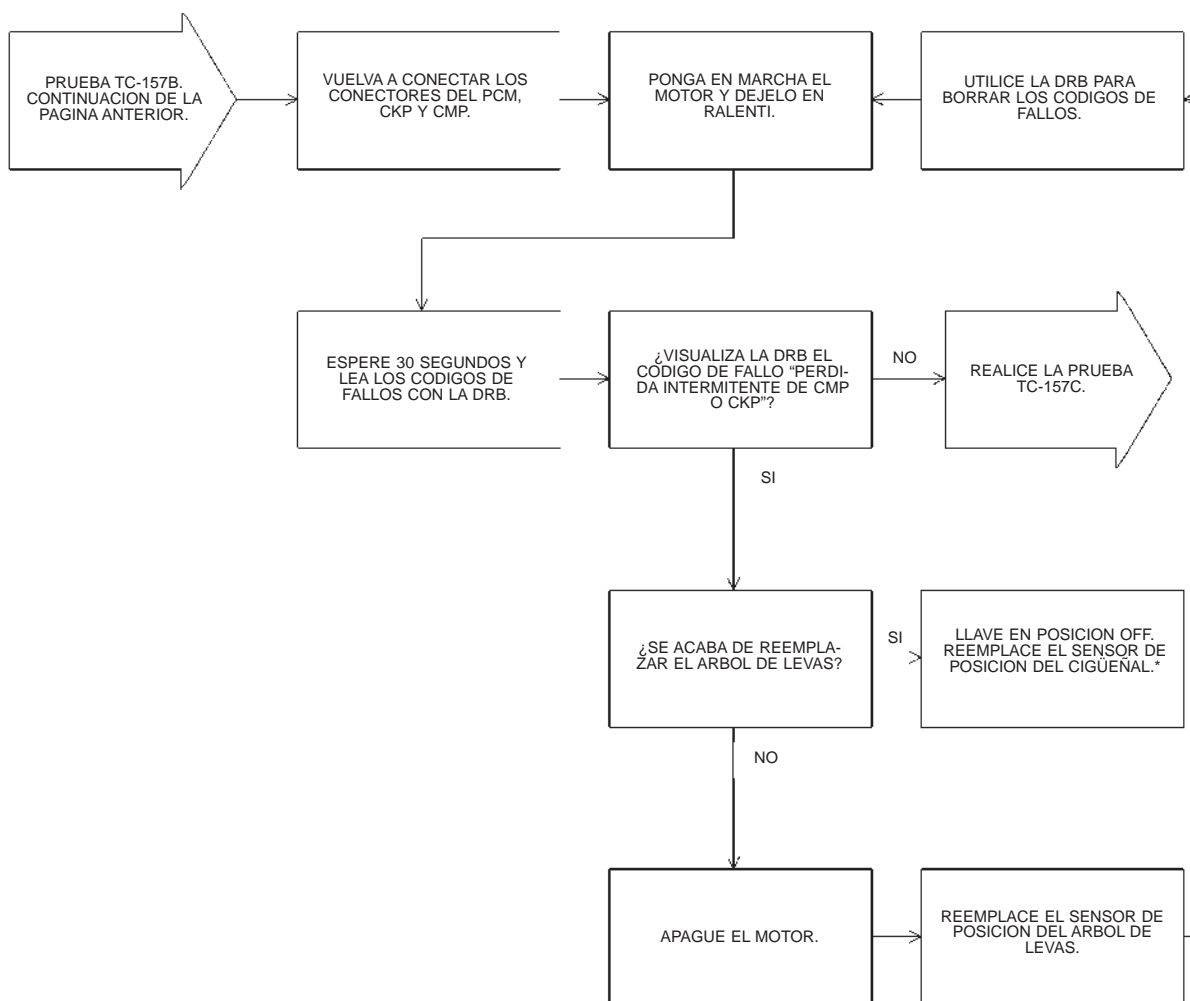 PRUEBA TC-157B.
CONTINUACION DE LA
PAGINA ANTERIOR.
VUELVA A CONECTAR LOS
CONECTORES DEL PCM,
CKP Y CMP.
PONGA EN MARCHA EL
MOTOR Y DEJELO EN
RALENTI.
UTILICE LA DRB PARA
BORRAR LOS CODIGOS DE
FALLOS.
ESPERE 30 SEGUNDOS Y
LEA LOS CODIGOS DE
FALLOS CON LA DRB.
¿VISUALIZA LA DRB EL
CODIGO DE FALLO “PERDI-
DA INTERMITENTE DE CMP
O CKP”?
NO
REALICE LA PRUEBA
TC-157C.
SI
¿SE ACABA DE REEMPLA-
ZAR EL ARBOL DE LEVAS?
SI
LLAVE EN POSICION OFF.
REEMPLACE EL SENSOR DE
POSICION DEL CIGÜEÑAL.*
NO
APAGUE EL MOTOR.
REEMPLACE EL SENSOR DE
POSICION DEL ARBOL DE
LEVAS.